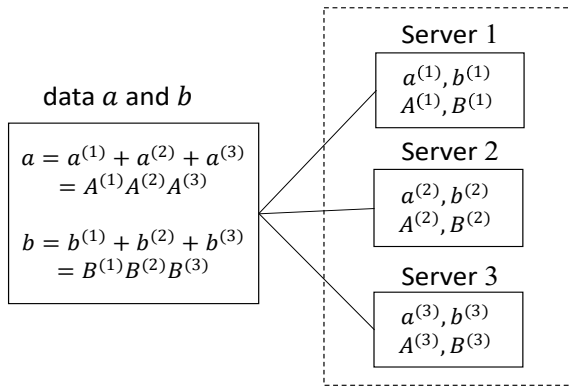 data a and b
a = a⁽¹⁾ + a⁽²⁾ + a⁽³⁾
= A⁽¹⁾A⁽²⁾A⁽³⁾
b = b⁽¹⁾ + b⁽²⁾ + b⁽³⁾
= B⁽¹⁾B⁽²⁾B⁽³⁾
Server 1
a⁽¹⁾, b⁽¹⁾
A⁽¹⁾, B⁽¹⁾
Server 2
a⁽²⁾, b⁽²⁾
A⁽²⁾, B⁽²⁾
Server 3
a⁽³⁾, b⁽³⁾
A⁽³⁾, B⁽³⁾